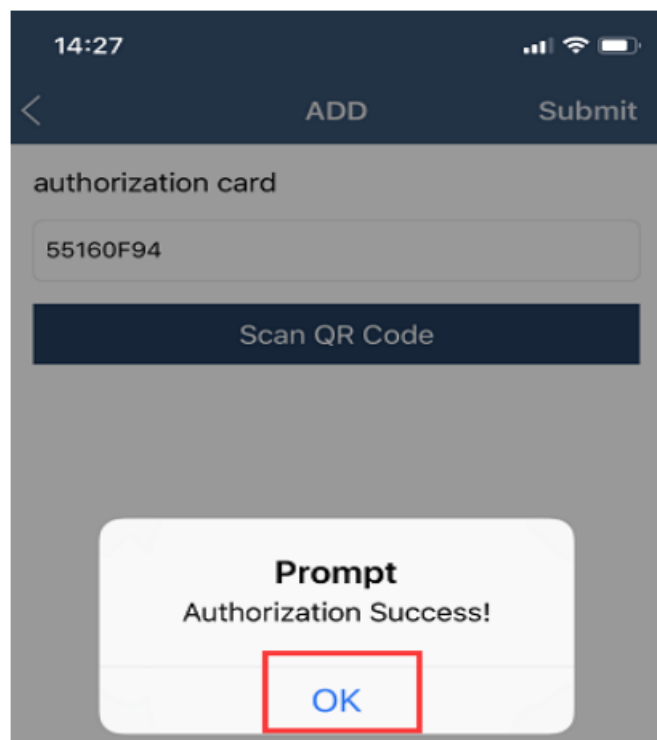 14:27
ADD
Submit
authorization card
55160F94
Scan QR Code
Prompt
Authorization Success!
OK